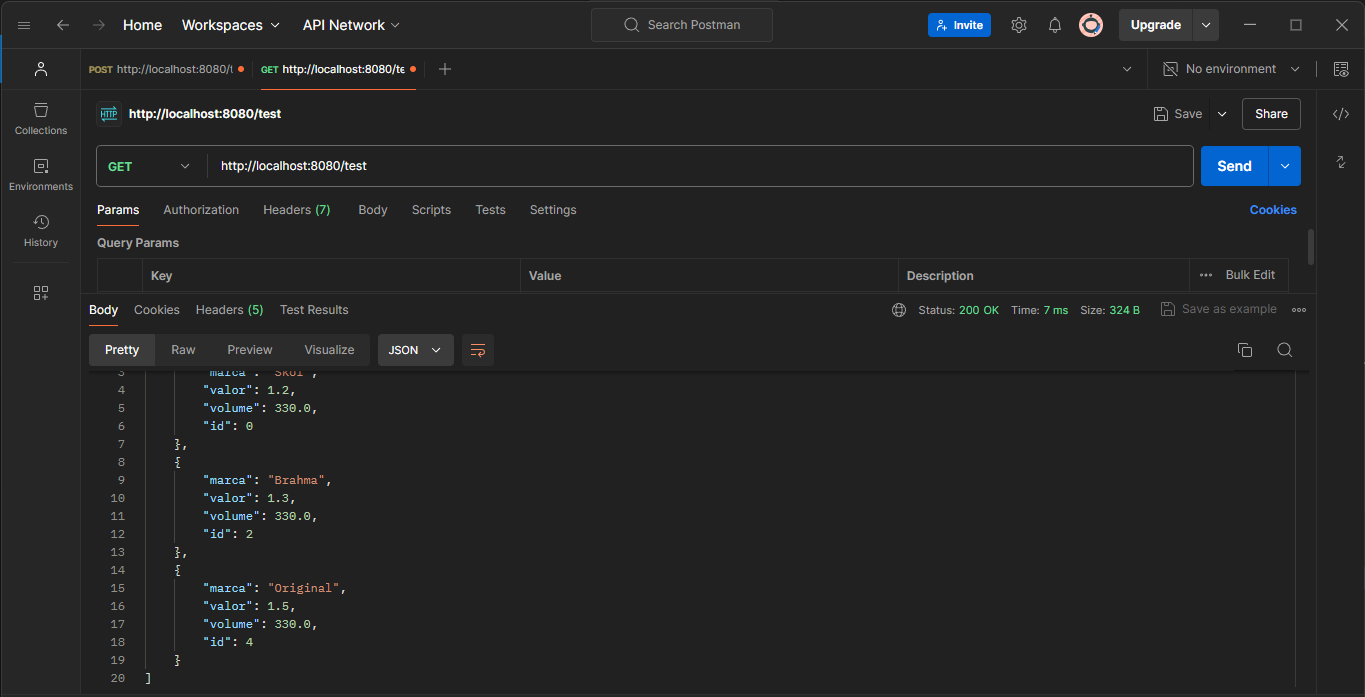 Home Workspaces API Network Search Postman Invite Upgrade
POST http://localhost:8080/t GET http://localhost:8080/te No environment
HTTP http://localhost:8080/test Save Share
Collections
GET http://localhost:8080/test Send
Environments
Params Authorization Headers (7) Body Scripts Tests Settings Cookies
History
Query Params
Key Value Description Bulk Edit
Body Cookies Headers (5) Test Results Status: 200 OK Time: 7 ms Size: 324 B Save as example
Pretty Raw Preview Visualize JSON
3 "marca": "Skol",
4 "valor": 1.2,
5 "volume": 330.0,
6 "id": 0
7 },
8 {
9 "marca": "Brahma",
10 "valor": 1.3,
11 "volume": 330.0,
12 "id": 2
13 },
14 {
15 "marca": "Original",
16 "valor": 1.5,
17 "volume": 330.0,
18 "id": 4
19 }
20 ]